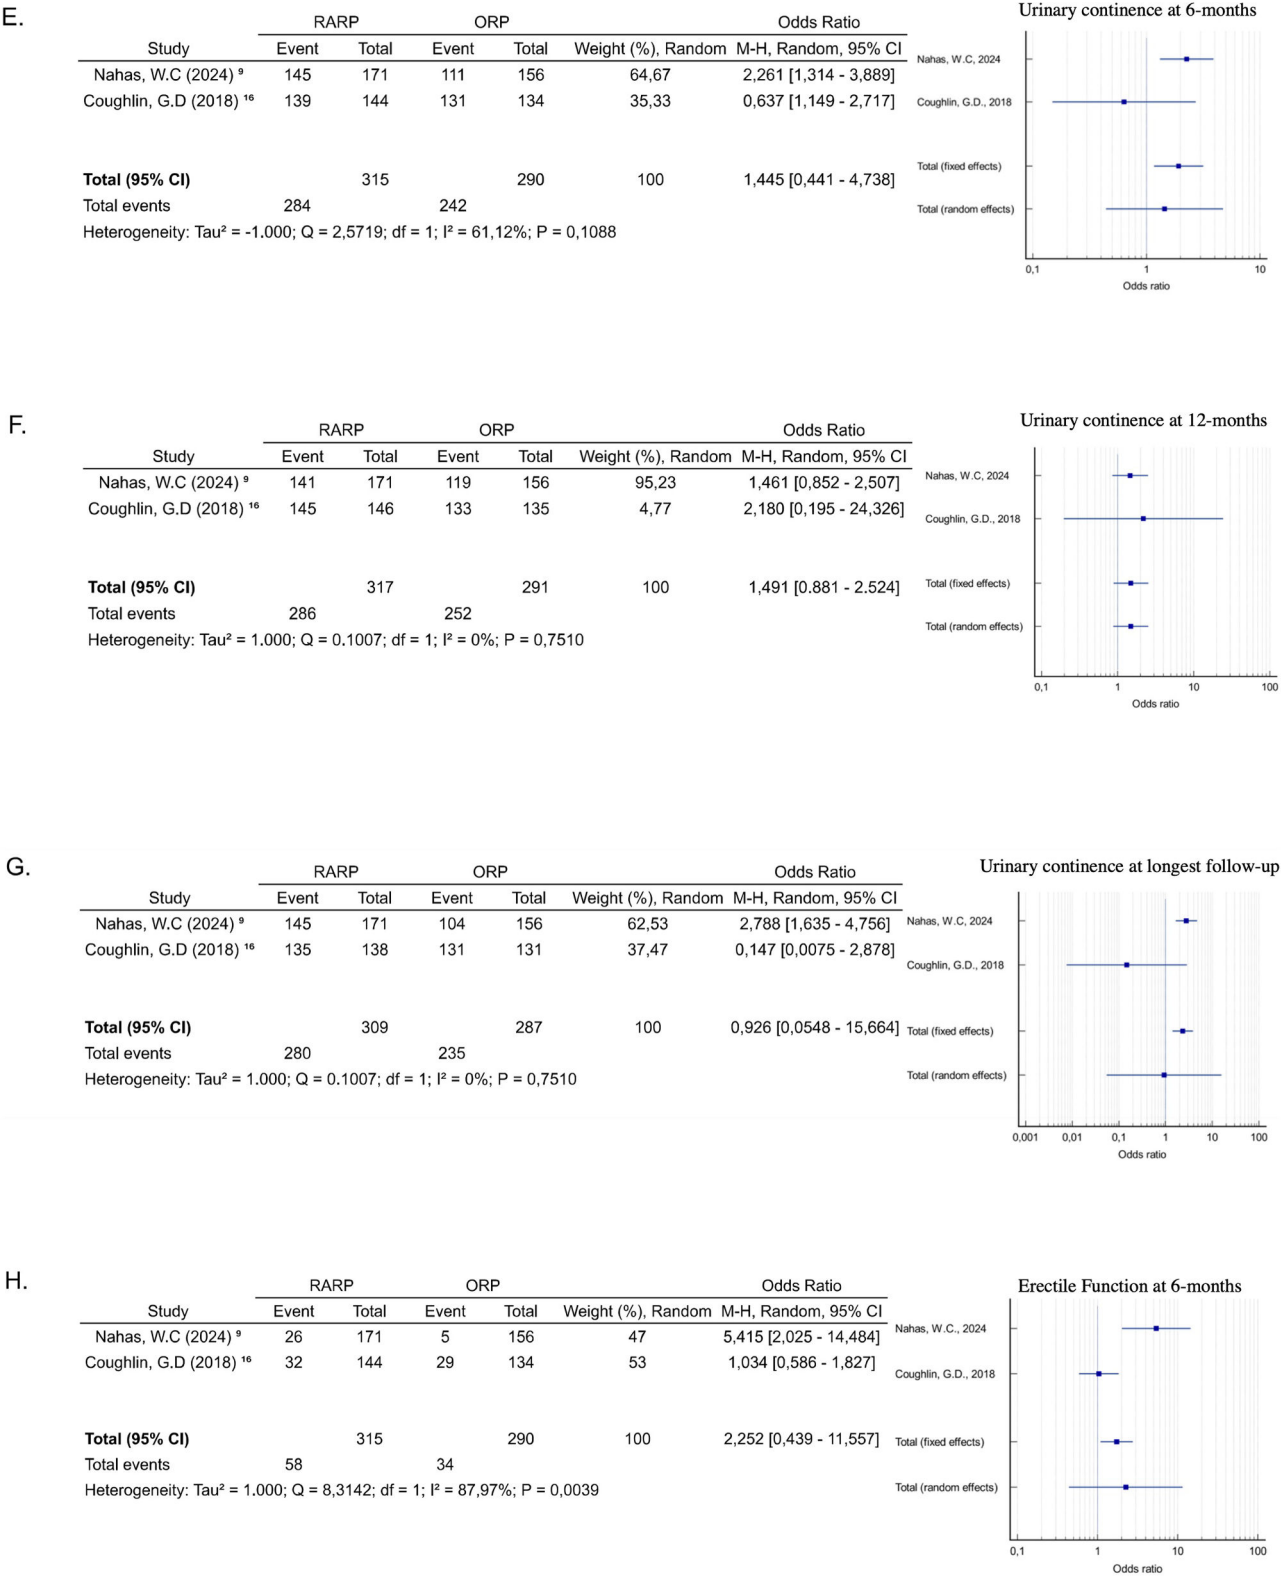 E.
Urinary continence at 6-months
RARP ORP Odds Ratio
Study Event Total Event Total Weight (%), Random M-H, Random, 95% CI
Nahas, W.C (2024) ⁹ 145 171 111 156 64,67 2,261 [1,314 - 3,889]
Coughlin, G.D (2018) ¹⁶ 139 144 131 134 35,33 0,637 [1,149 - 2,717]
Total (95% CI) 315 290 100 1,445 [0,441 - 4,738]
Total events 284 242
Heterogeneity: Tau² = -1.000; Q = 2,5719; df = 1; I² = 61,12%; P = 0,1088
Nahas, W.C, 2024
Coughlin, G.D., 2018
Total (fixed effects)
Total (random effects)
0,1 1 10
Odds ratio
F.
Urinary continence at 12-months
RARP ORP Odds Ratio
Study Event Total Event Total Weight (%), Random M-H, Random, 95% CI
Nahas, W.C (2024) ⁹ 141 171 119 156 95,23 1,461 [0,852 - 2,507]
Coughlin, G.D (2018) ¹⁶ 145 146 133 135 4,77 2,180 [0,195 - 24,326]
Total (95% CI) 317 291 100 1,491 [0.881 - 2.524]
Total events 286 252
Heterogeneity: Tau² = 1.000; Q = 0.1007; df = 1; I² = 0%; P = 0,7510
Nahas, W.C, 2024
Coughlin, G.D., 2018
Total (fixed effects)
Total (random effects)
0,1 1 10 100
Odds ratio
G.
Urinary continence at longest follow-up
RARP ORP Odds Ratio
Study Event Total Event Total Weight (%), Random M-H, Random, 95% CI
Nahas, W.C (2024) ⁹ 145 171 104 156 62,53 2,788 [1,635 - 4,756]
Coughlin, G.D (2018) ¹⁶ 135 138 131 131 37,47 0,147 [0,0075 - 2,878]
Total (95% CI) 309 287 100 0,926 [0,0548 - 15,664]
Total events 280 235
Heterogeneity: Tau² = 1.000; Q = 0.1007; df = 1; I² = 0%; P = 0,7510
Nahas, W.C, 2024
Coughlin, G.D., 2018
Total (fixed effects)
Total (random effects)
0,001 0,01 0,1 1 10 100
Odds ratio
H.
Erectile Function at 6-months
RARP ORP Odds Ratio
Study Event Total Event Total Weight (%), Random M-H, Random, 95% CI
Nahas, W.C (2024) ⁹ 26 171 5 156 47 5,415 [2,025 - 14,484]
Coughlin, G.D (2018) ¹⁶ 32 144 29 134 53 1,034 [0,586 - 1,827]
Total (95% CI) 315 290 100 2,252 [0,439 - 11,557]
Total events 58 34
Heterogeneity: Tau² = 1.000; Q = 8,3142; df = 1; I² = 87,97%; P = 0,0039
Nahas, W.C., 2024
Coughlin, G.D., 2018
Total (fixed effects)
Total (random effects)
0,1 1 10 100
Odds ratio